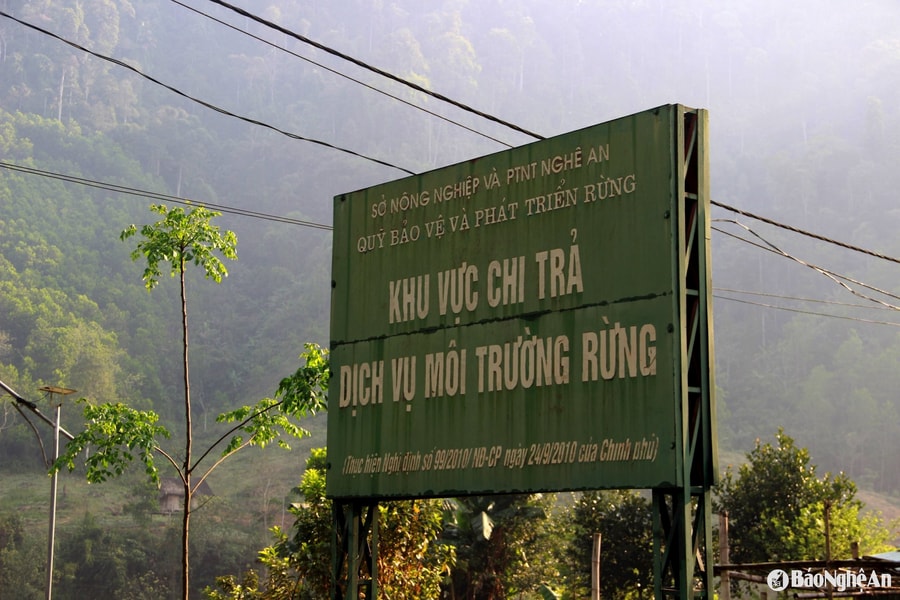 SỞ NÔNG NGHIỆP VÀ PTNT NGHỆ AN
QUỸ BẢO VỆ VÀ PHÁT TRIỂN RỪNG
KHU VỰC CHI TRẢ
DỊCH VỤ MÔI TRƯỜNG RỪNG
(Thực hiện Nghị định số 99/2010/ NĐ-CP ngày 24/9/2010 của Chính phủ)
BáoNghệAn